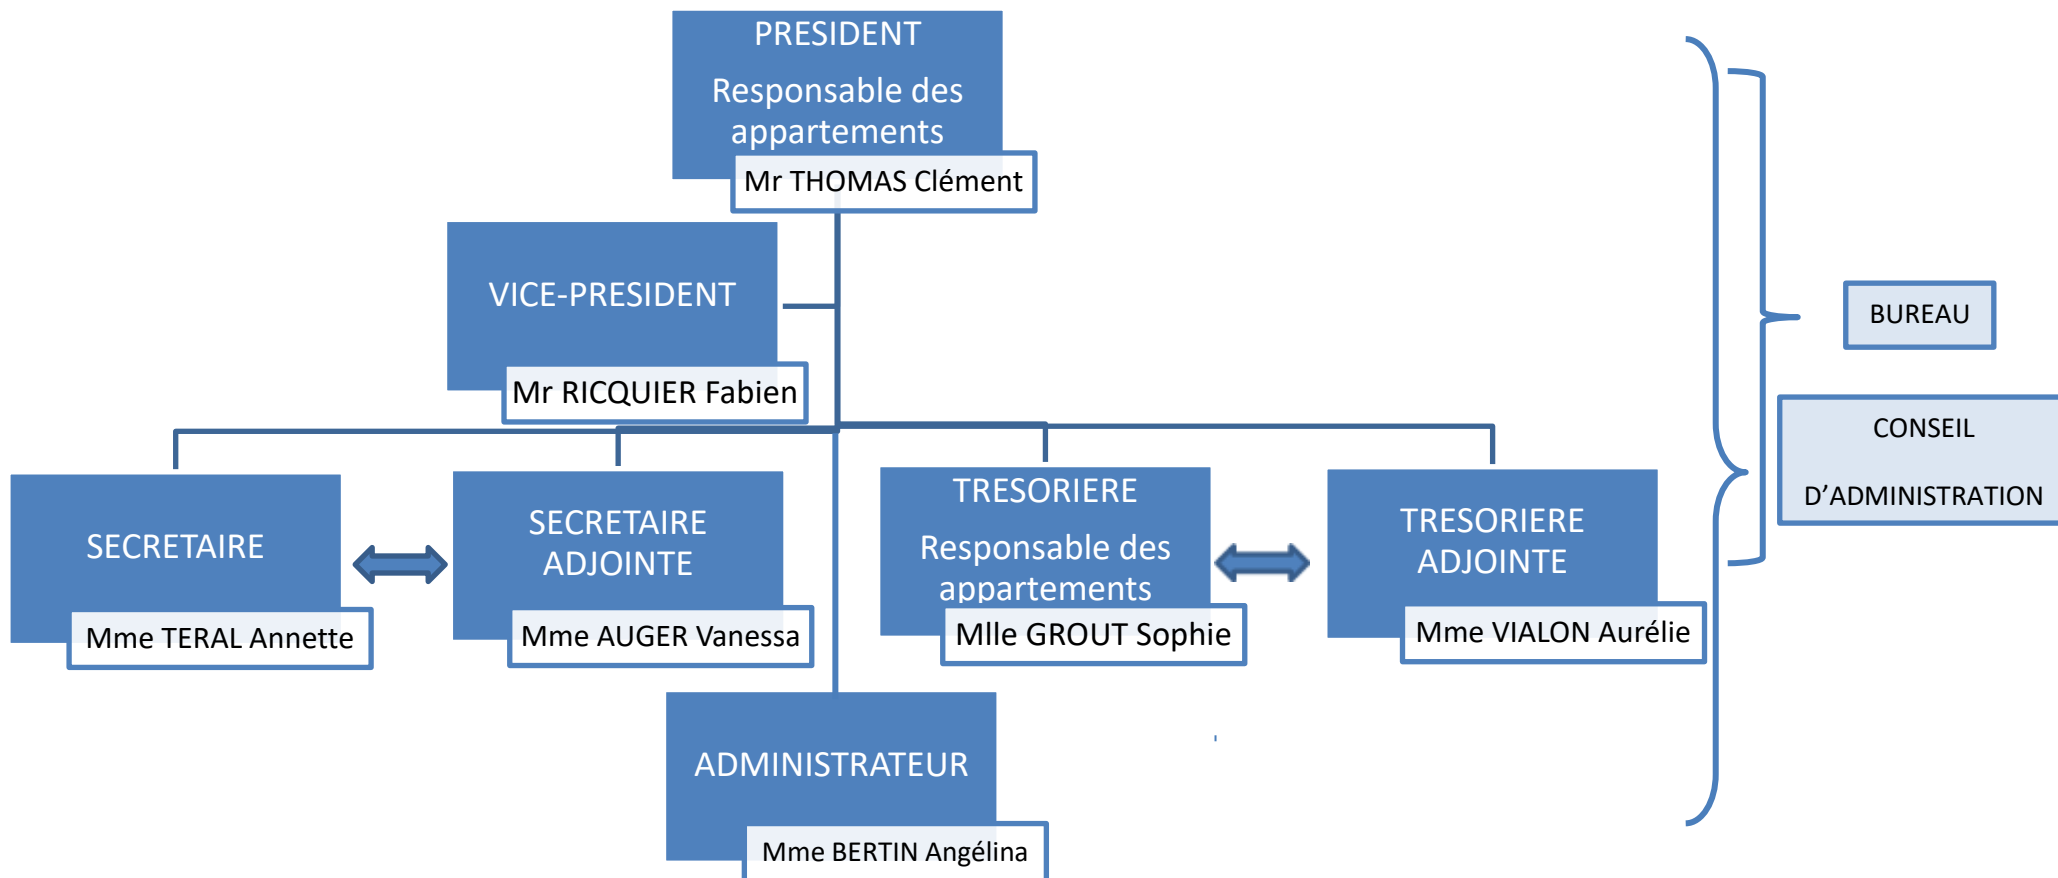 PRESIDENT
Responsable des
appartements
Mr THOMAS Clément
VICE-PRESIDENT
Mr RICQUIER Fabien
BUREAU
CONSEIL
D’ADMINISTRATION
SECRETAIRE
Mme TERAL Annette
SECRETAIRE
ADJOINTE
Mme AUGER Vanessa
TRESORIERE
Responsable des
appartements
Mlle GROUT Sophie
TRESORIERE
ADJOINTE
Mme VIALON Aurélie
ADMINISTRATEUR
Mme BERTIN Angélina